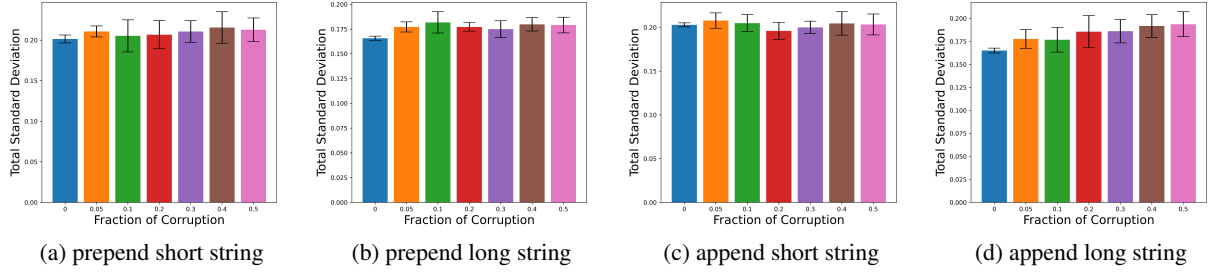 Total Standard Deviation
0.20
0.15
0.10
0.05
0.00
0 0.05 0.1 0.2 0.3 0.4 0.5
Fraction of Corruption
(a) prepend short string
Total Standard Deviation
0.200
0.175
0.150
0.125
0.100
0.075
0.050
0.025
0.000
0 0.05 0.1 0.2 0.3 0.4 0.5
Fraction of Corruption
(b) prepend long string
Total Standard Deviation
0.20
0.15
0.10
0.05
0.00
0 0.05 0.1 0.2 0.3 0.4 0.5
Fraction of Corruption
(c) append short string
Total Standard Deviation
0.200
0.175
0.150
0.125
0.100
0.075
0.050
0.025
0.000
0 0.05 0.1 0.2 0.3 0.4 0.5
Fraction of Corruption
(d) append long string